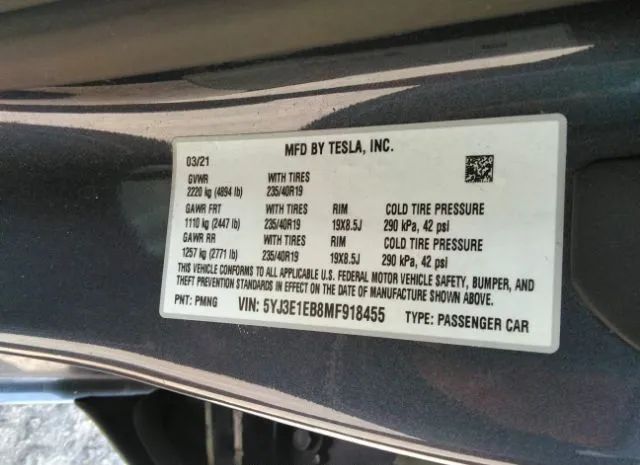 MFD BY TESLA, INC.
03/21
GVWR WITH TIRES
2220 kg (4894 lb) 235/40R19
GAWR FRT WITH TIRES RIM COLD TIRE PRESSURE
1110 kg (2447 lb) 235/40R19 19X8.5J 290 kPa, 42 psi
GAWR RR WITH TIRES RIM COLD TIRE PRESSURE
1257 kg (2771 lb) 235/40R19 19X8.5J 290 kPa, 42 psi
THIS VEHICLE CONFORMS TO ALL APPLICABLE U.S. FEDERAL MOTOR VEHICLE SAFETY, BUMPER, AND
THEFT PREVENTION STANDARDS IN EFFECT ON THE DATE OF MANUFACTURE SHOWN ABOVE.
PNT: PMNG VIN: 5YJ3E1EB8MF918455 TYPE: PASSENGER CAR